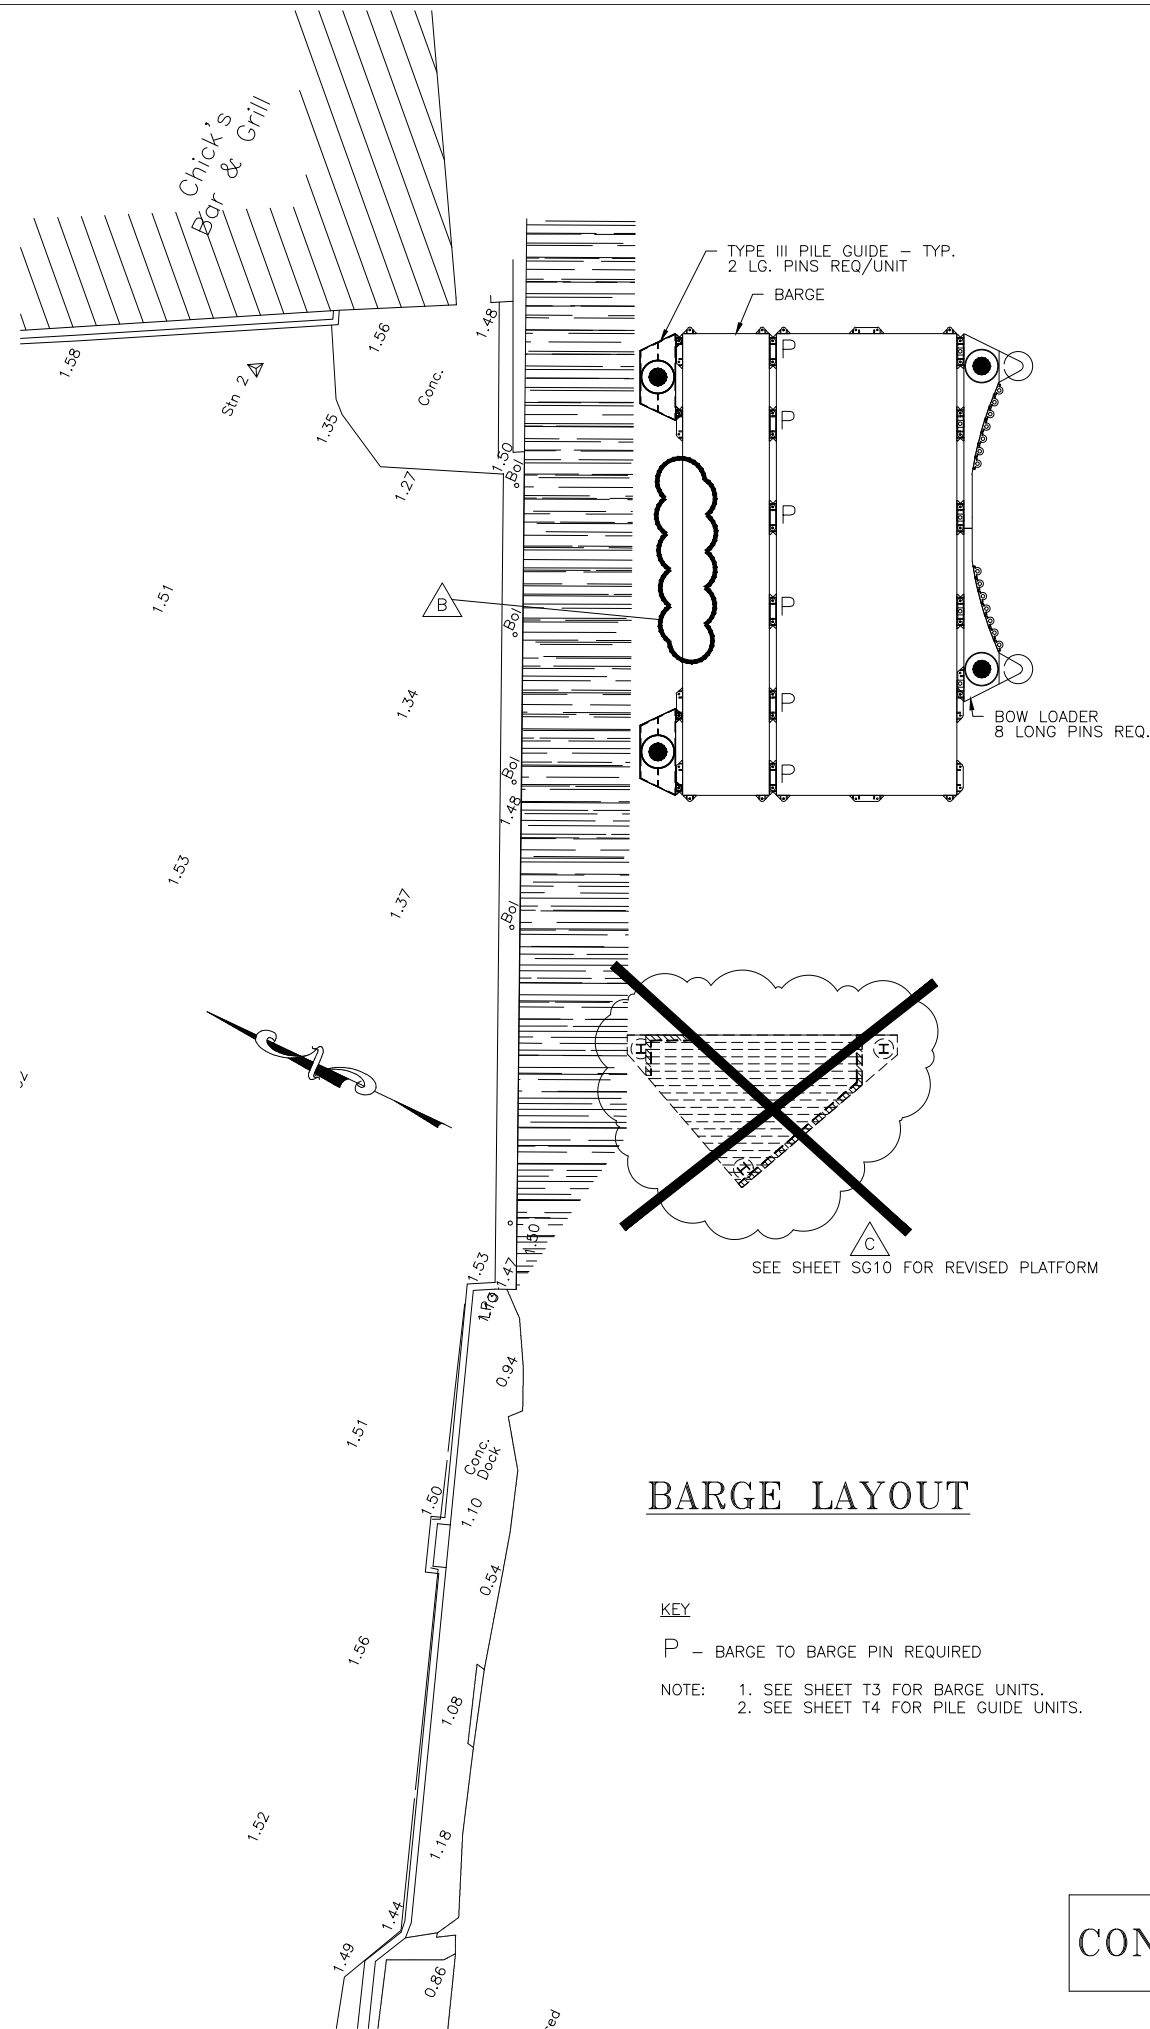 Chick's
Bar & Grill
TYPE III PILE GUIDE - TYP.
2 LG. PINS REQ/UNIT
BARGE
1.58
Stn 2
1.56
1.48
Conc.
1.35
1.27
1.50
Bol
P
P
P
P
P
P
1.51
B
Bol
1.34
BOW LOADER
8 LONG PINS REQ.
Bol
1.48
1.53
1.37
Bol
H
H
H
C
SEE SHEET SG10 FOR REVISED PLATFORM
1.50
1.53
1.47
0.94
1.51
Conc.
Dock
1.50
1.10
BARGE LAYOUT
0.54
KEY
P - BARGE TO BARGE PIN REQUIRED
NOTE: 1. SEE SHEET T3 FOR BARGE UNITS.
2. SEE SHEET T4 FOR PILE GUIDE UNITS.
1.56
1.08
1.52
1.18
1.44
1.49
0.86
CON
ed